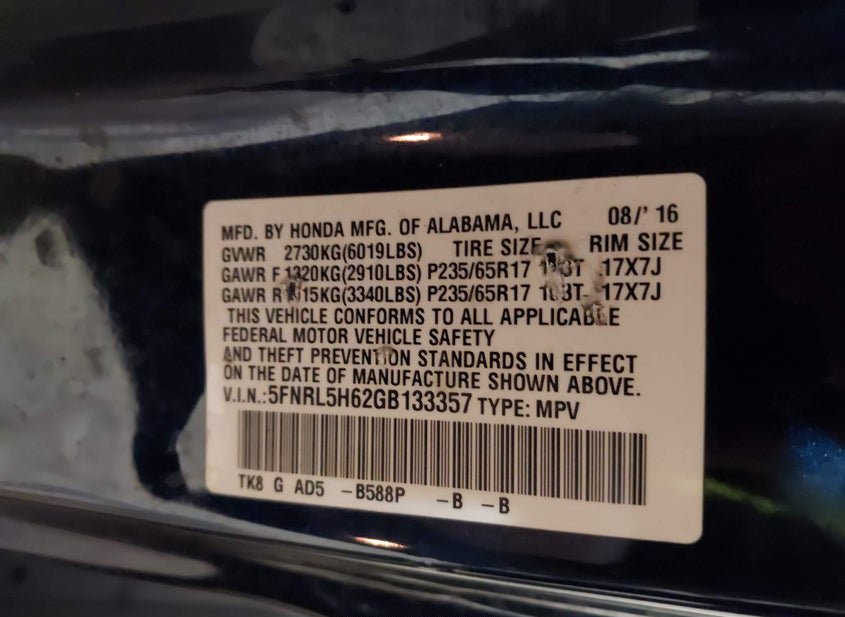 MFD. BY HONDA MFG. OF ALABAMA, LLC 08/'16
GVWR 2730KG(6019LBS) TIRE SIZE RIM SIZE
GAWR F 1320KG(2910LBS) P235/65R17 17X7J
GAWR R (3340LBS) P235/65R17 17X7J
THIS VEHICLE CONFORMS TO ALL APPLICABLE
FEDERAL MOTOR VEHICLE SAFETY
AND THEFT PREVENTION STANDARDS IN EFFECT
ON THE DATE OF MANUFACTURE SHOWN ABOVE.
V.I.N.:5FNRL5H62GB133357 TYPE: MPV
TK8 G AD5 -B588P -B -B